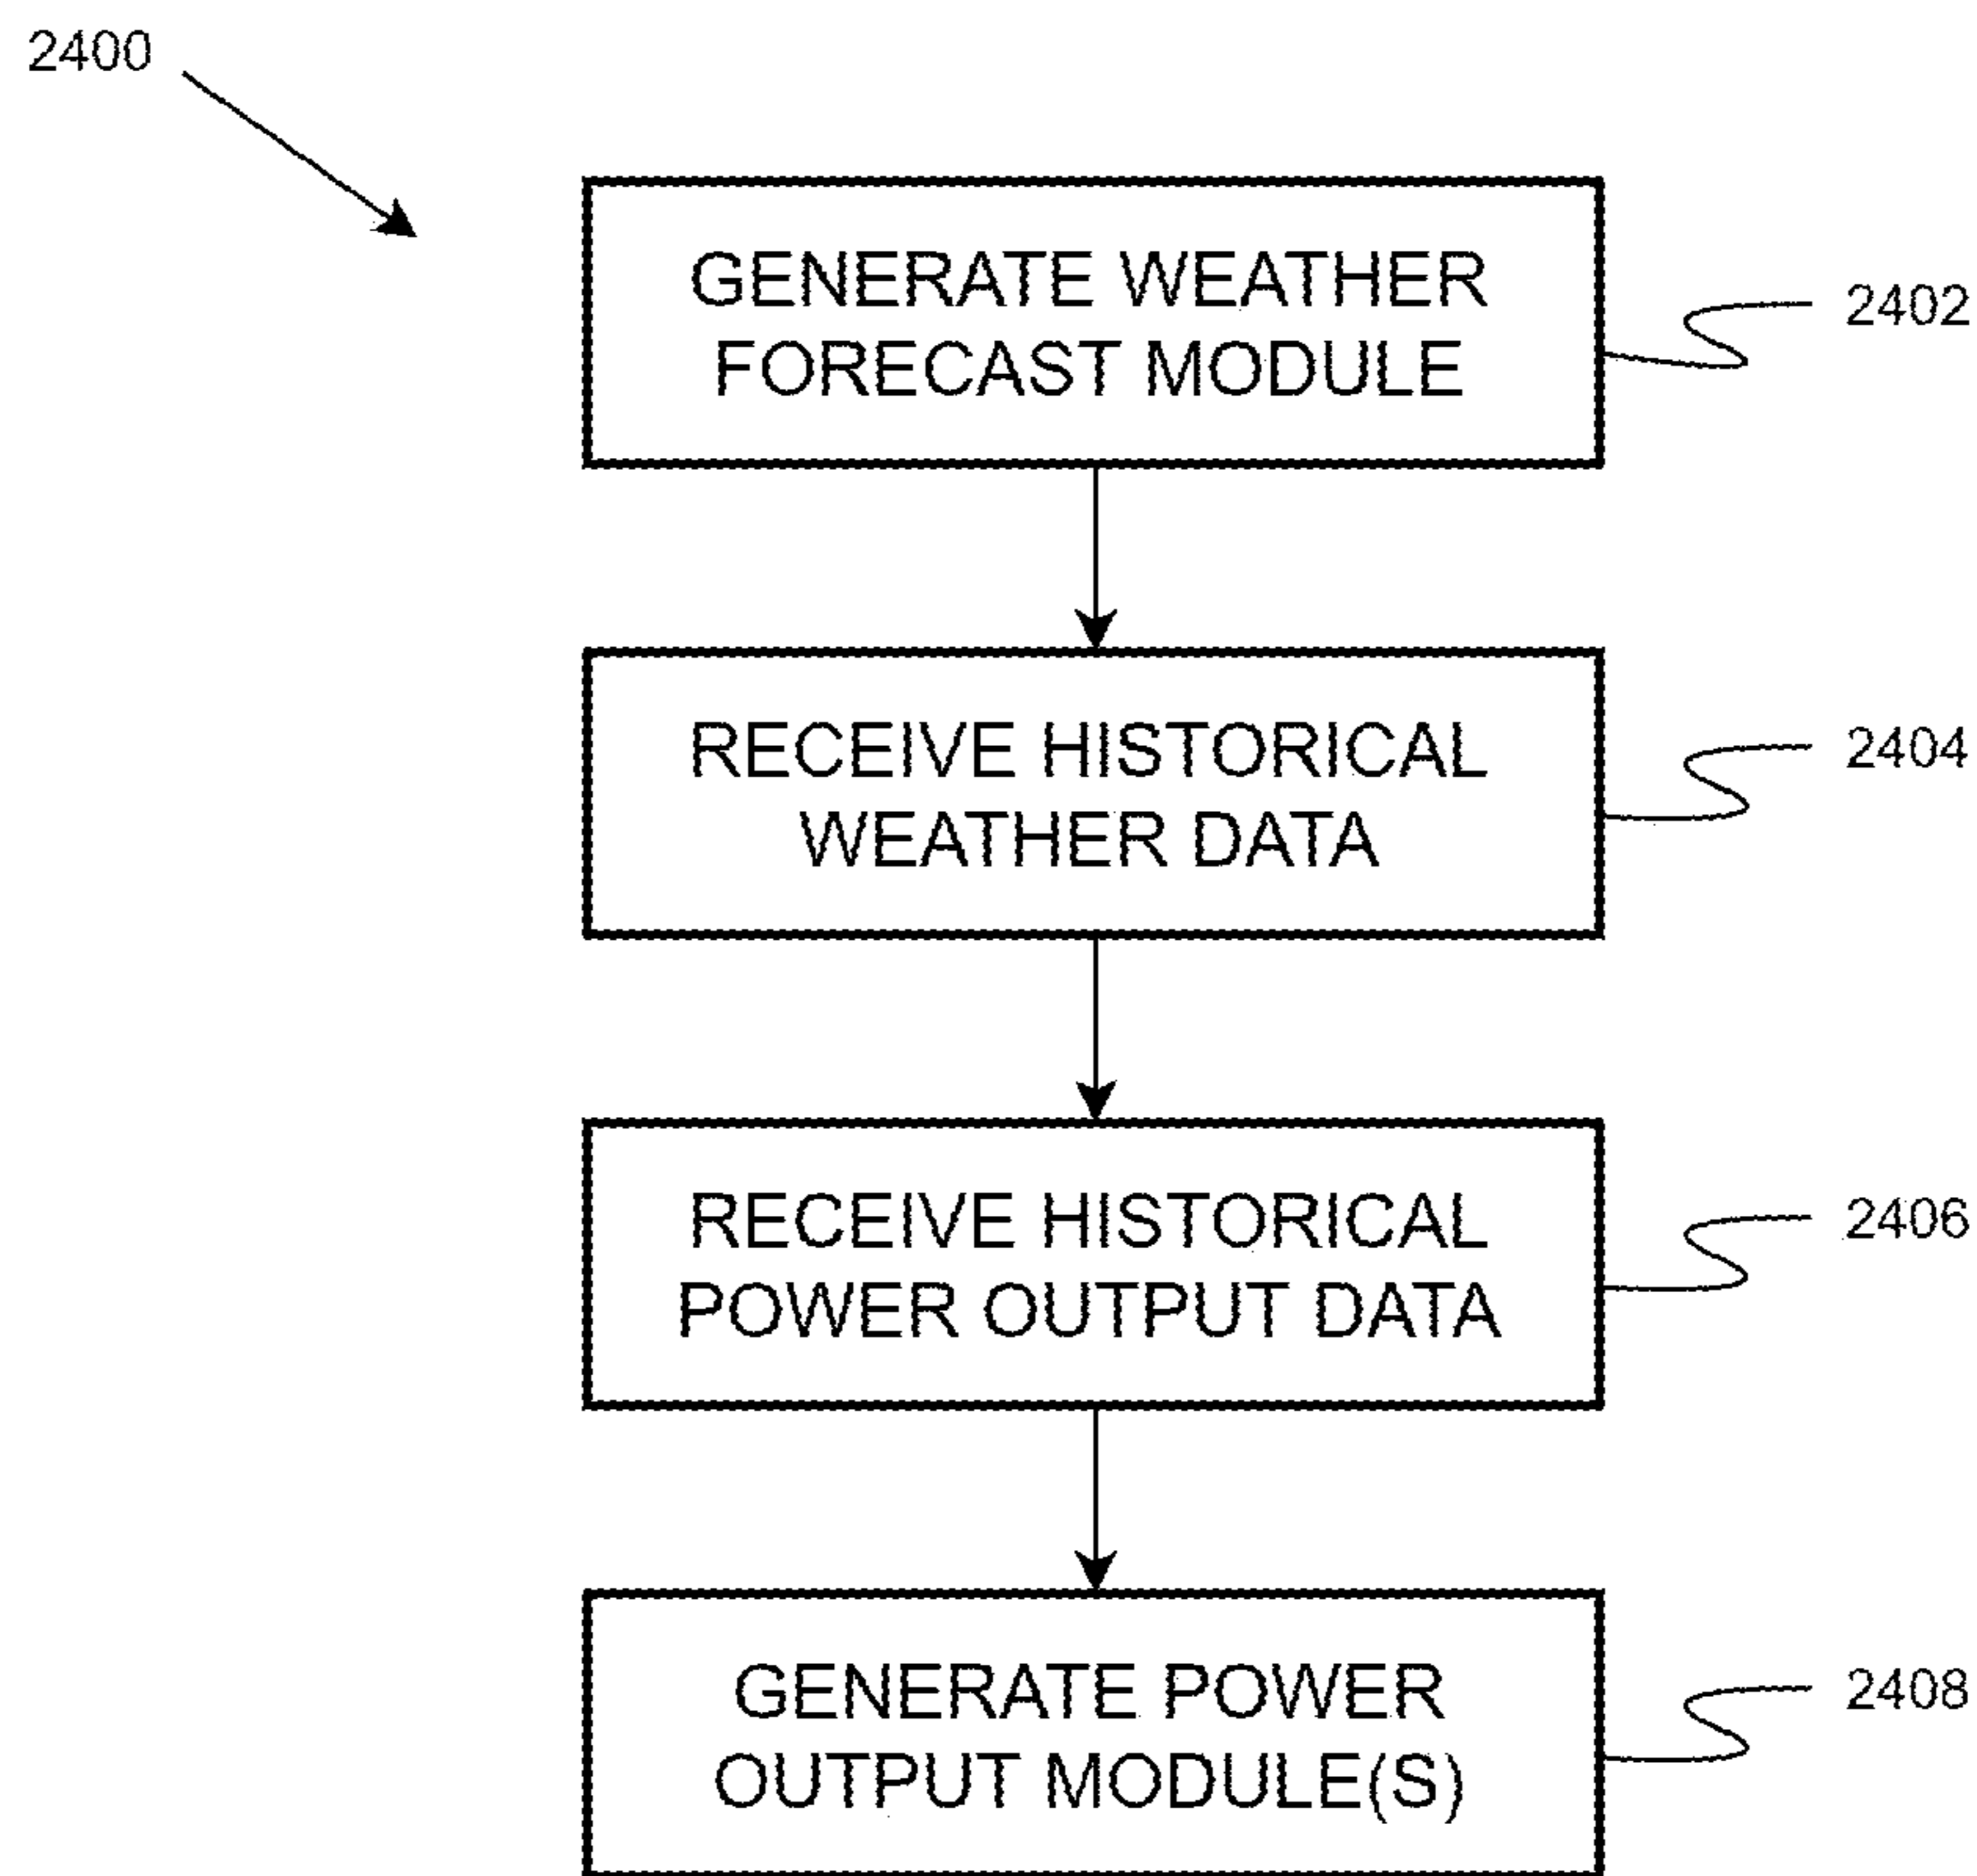 2400
GENERATE WEATHER
FORECAST MODULE
2402
RECEIVE HISTORICAL
WEATHER DATA
2404
RECEIVE HISTORICAL
POWER OUTPUT DATA
2406
GENERATE POWER
OUTPUT MODULE(S)
2408